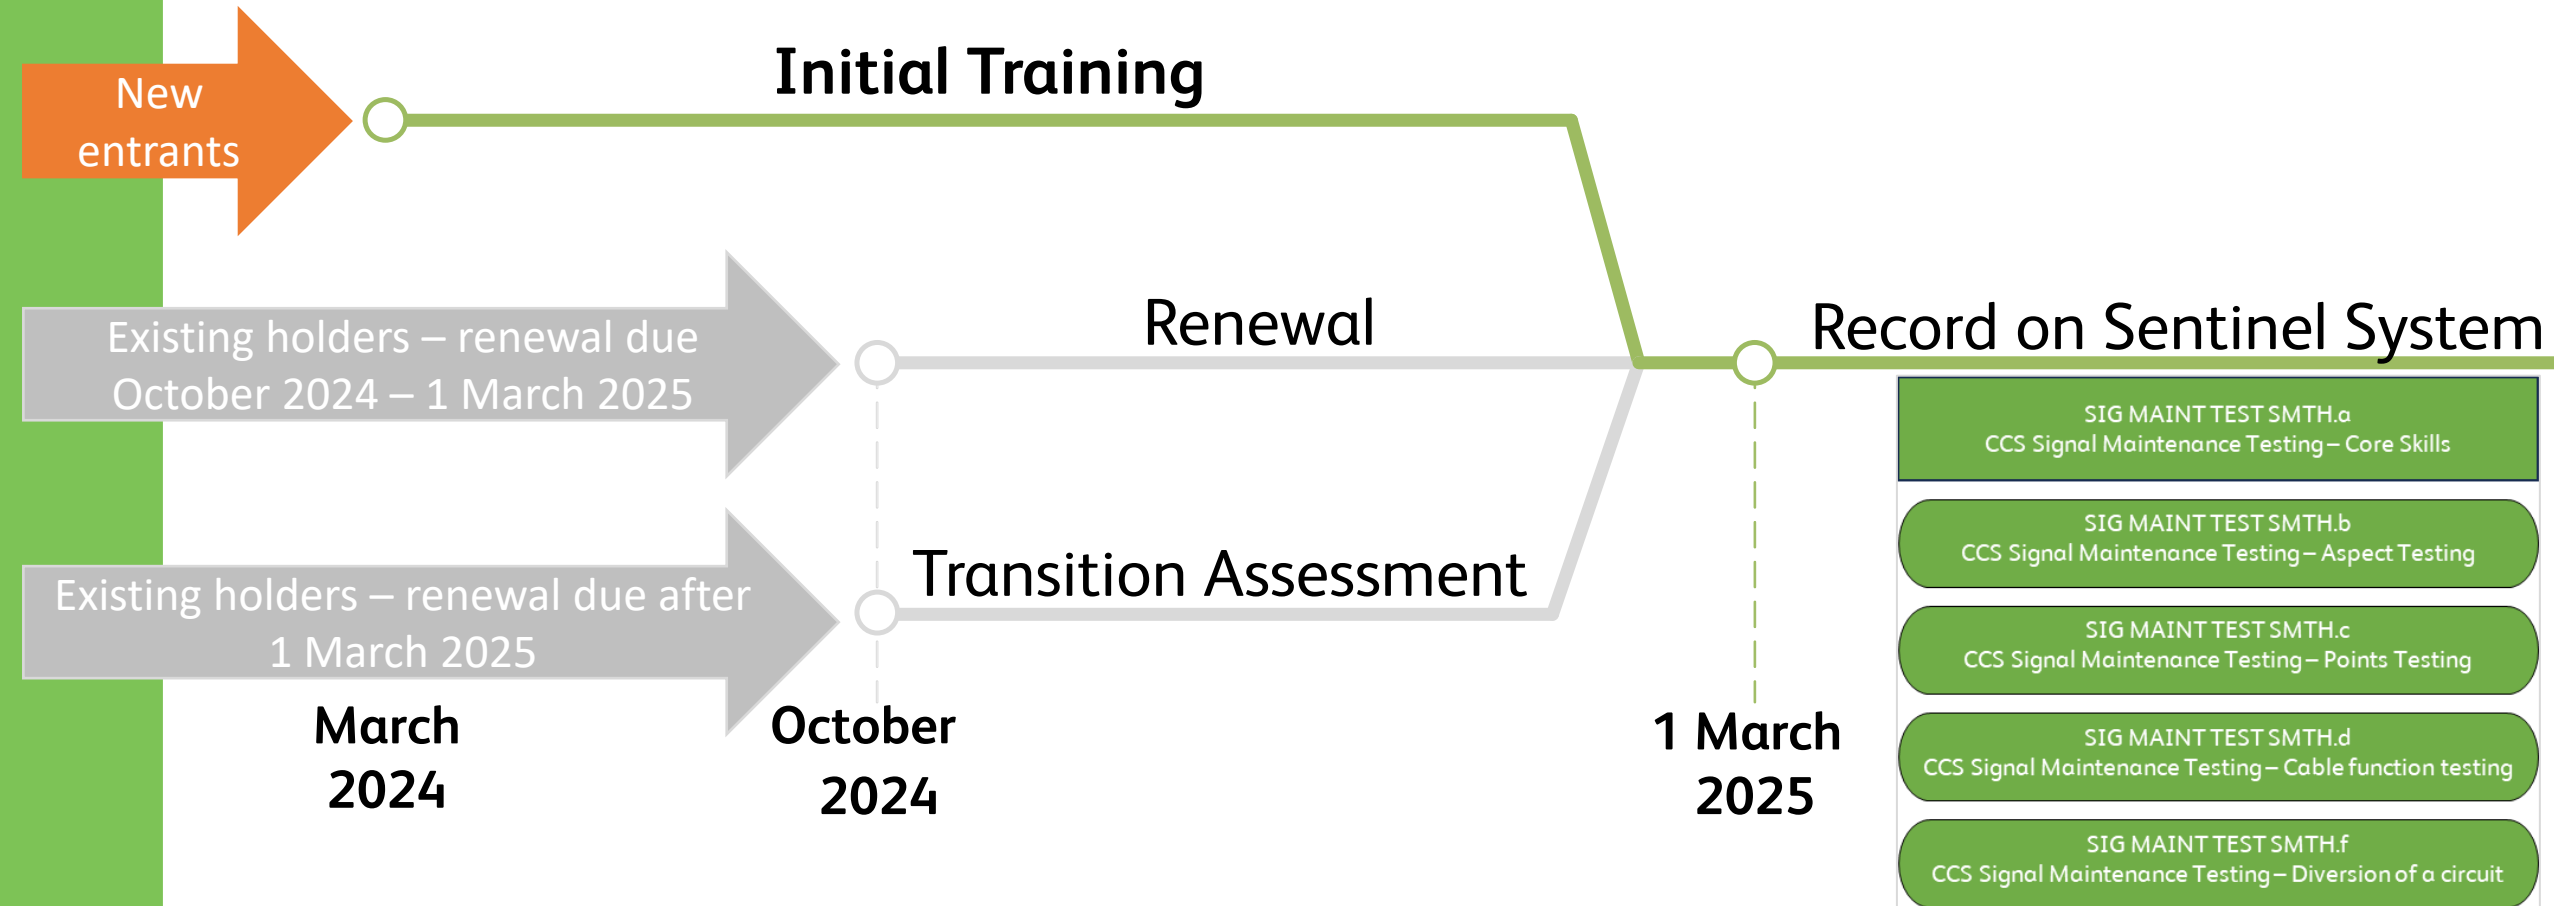 Initial Training
New
entrants
Existing holders – renewal due
October 2024 – 1 March 2025
Renewal
Record on Sentinel System
Existing holders – renewal due after
1 March 2025
Transition Assessment
March
2024
October
2024
1 March
2025
SIG MAINT TEST SMTH.a
CCS Signal Maintenance Testing – Core Skills
SIG MAINT TEST SMTH.b
CCS Signal Maintenance Testing – Aspect Testing
SIG MAINT TEST SMTH.c
CCS Signal Maintenance Testing – Points Testing
SIG MAINT TEST SMTH.d
CCS Signal Maintenance Testing – Cable function testing
SIG MAINT TEST SMTH.f
CCS Signal Maintenance Testing – Diversion of a circuit